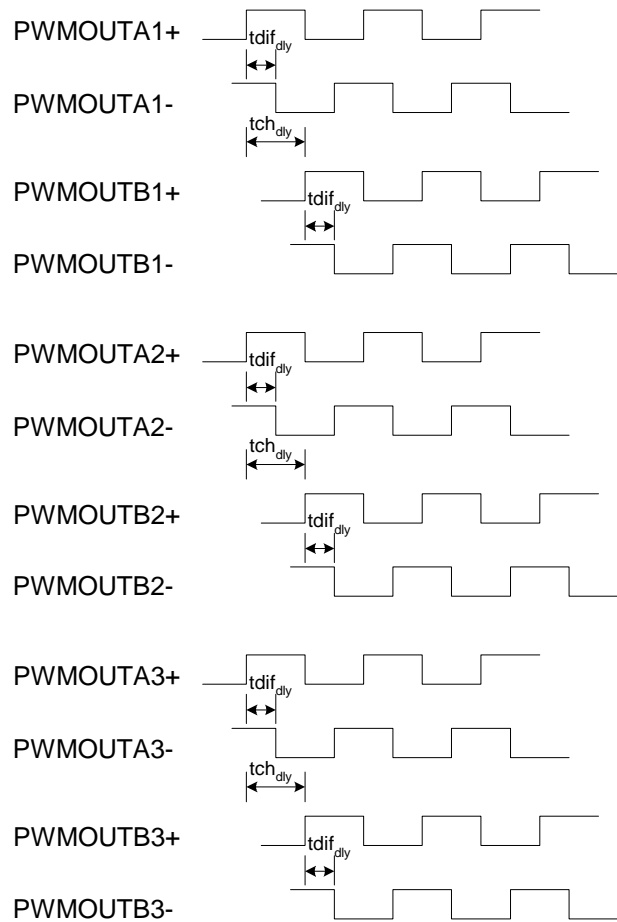 PWMOUTA1+
tdif dly
PWMOUTA1-
tch dly
PWMOUTB1+
tdif dly
PWMOUTB1-
PWMOUTA2+
tdif dly
PWMOUTA2-
tch dly
PWMOUTB2+
tdif dly
PWMOUTB2-
PWMOUTA3+
tdif dly
PWMOUTA3-
tch dly
PWMOUTB3+
tdif dly
PWMOUTB3-